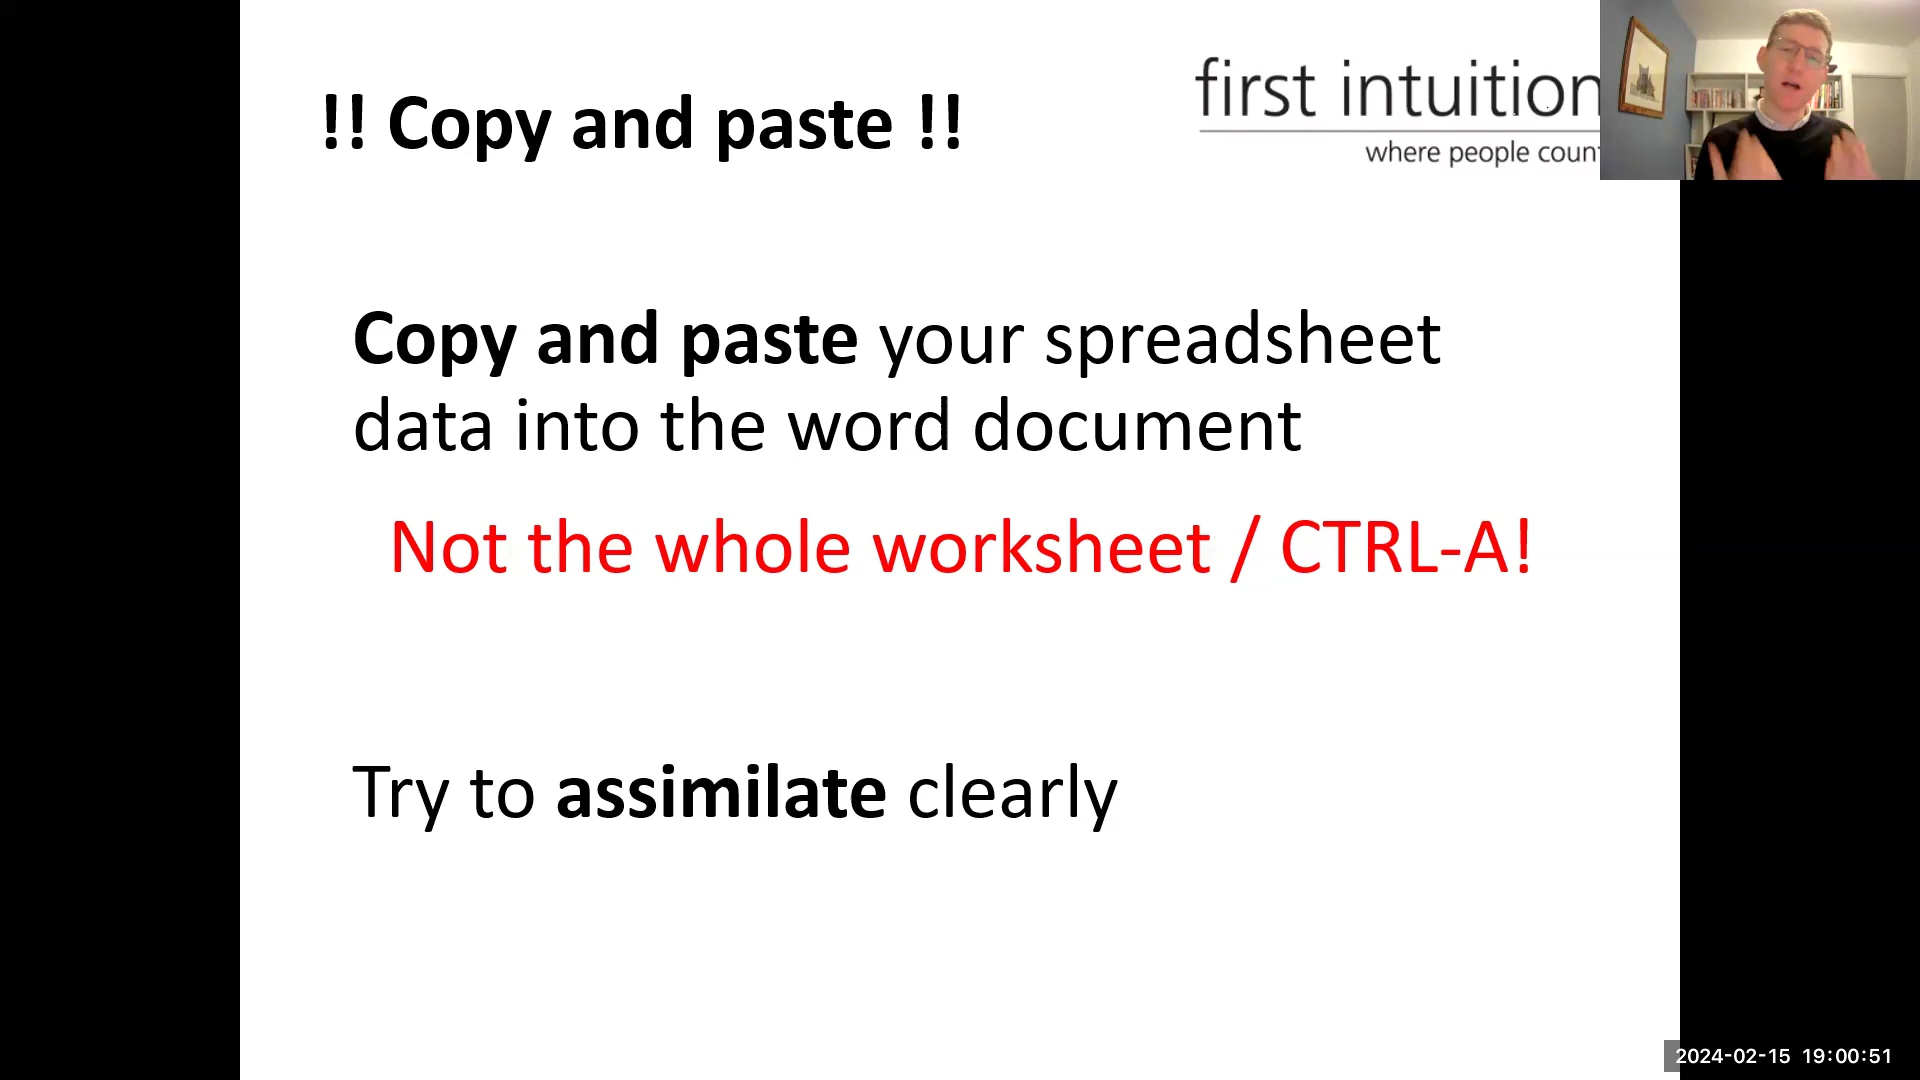 !! Copy and paste !!
first intuition
where people coun
Copy and paste your spreadsheet
data into the word document
Not the whole worksheet / CTRL-A!
Try to assimilate clearly
2024-02-15 19:00:51